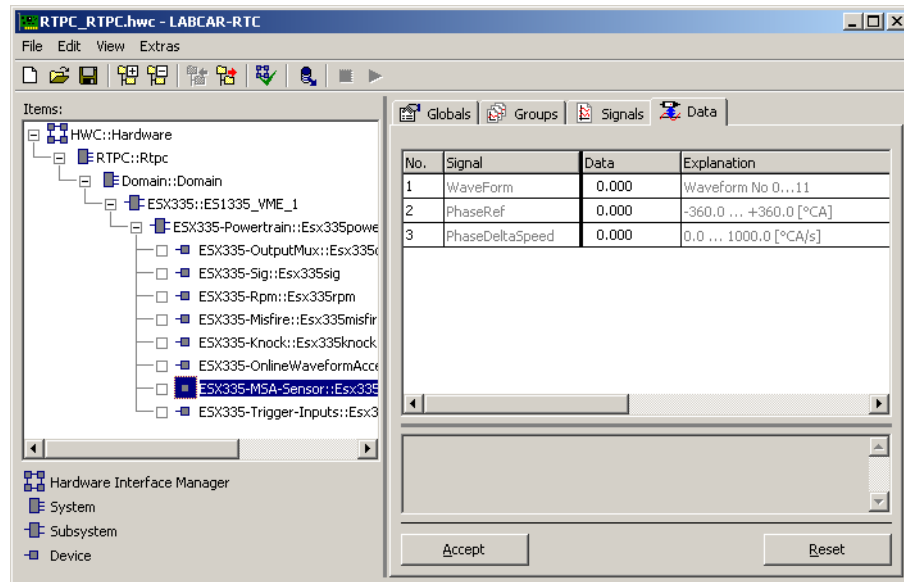 RTPC_RTPC.hwc - LABCAR-RTC
File Edit View Extras
Items:
HWC::Hardware
RTPC::Rtpc
Domain::Domain
ESX335::ES1335_VME_1
ESX335-Powertrain::Esx335powe
ESX335-OutputMux::Esx335o
ESX335-Sig::Esx335sig
ESX335-Rpm::Esx335rpm
ESX335-Misfire::Esx335misfir
ESX335-Knock::Esx335knock
ESX335-OnlineWaveformAcce
ESX335-MSA-Sensor::Esx335
ESX335-Trigger-Inputs::Esx3
Hardware Interface Manager
System
Subsystem
Device
Globals Groups Signals Data
No. Signal Data Explanation
1 WaveForm 0.000 Waveform No 0...11
2 PhaseRef 0.000 -360.0 ... +360.0 [°CA]
3 PhaseDeltaSpeed 0.000 0.0 ... 1000.0 [°CA/s]
Accept Reset